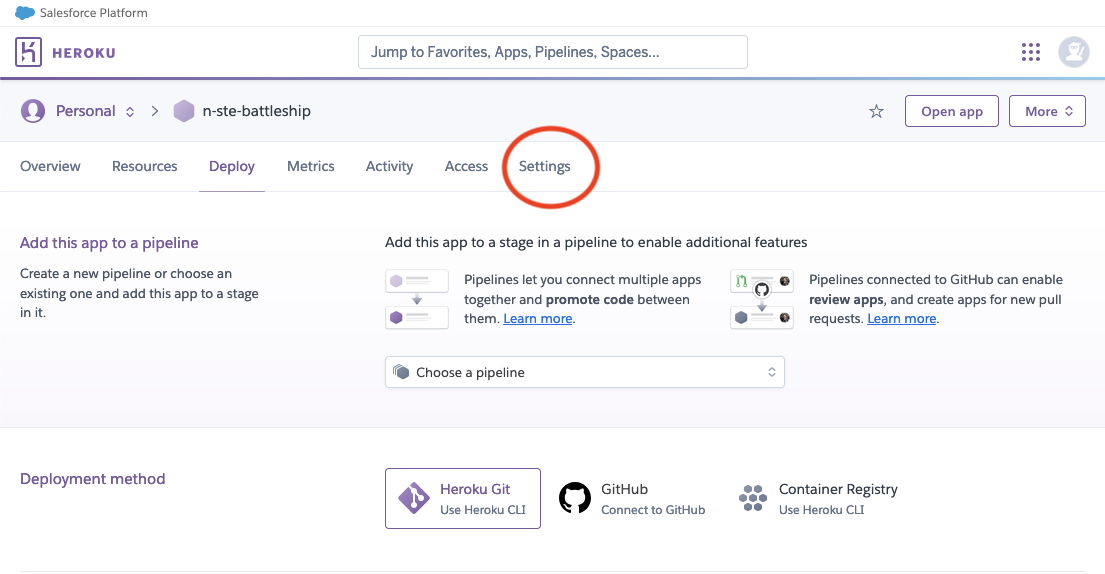 Salesforce Platform
HEROKU
Jump to Favorites, Apps, Pipelines, Spaces...
Personal
n-ste-battleship
Open app
More
Overview
Resources
Deploy
Metrics
Activity
Access
Settings
Add this app to a pipeline
Create a new pipeline or choose an
existing one and add this app to a stage
in it.
Add this app to a stage in a pipeline to enable additional features
Pipelines let you connect multiple apps
together and promote code between
them. Learn more.
Pipelines connected to GitHub can enable
review apps, and create apps for new pull
requests. Learn more.
Choose a pipeline
Deployment method
Heroku Git
Use Heroku CLI
GitHub
Connect to GitHub
Container Registry
Use Heroku CLI